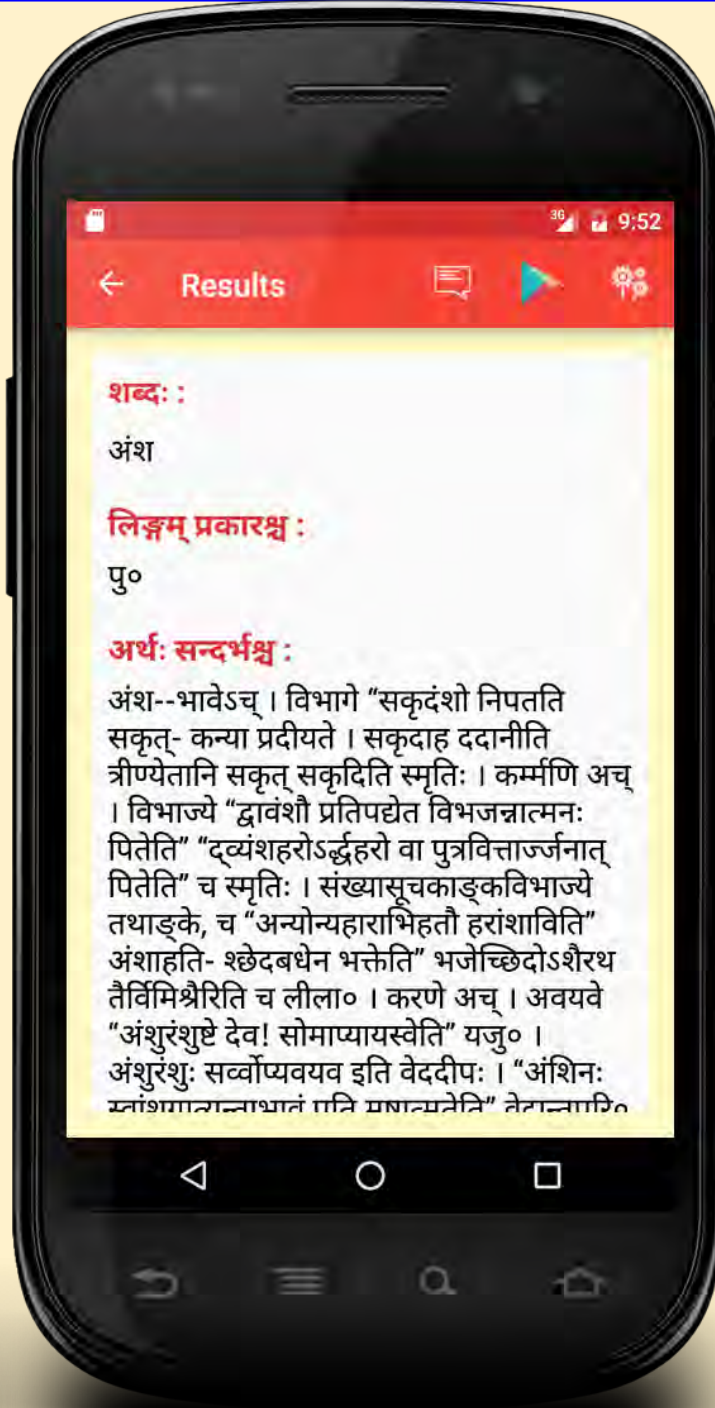 3G 9:52
Results
शब्दः :
अंश
लिङ्गम् प्रकारश्च :
पु०
अर्थः सन्दर्भश्च :
अंश--भावेऽच् । विभागे “सकृदंशो निपतति
सकृत्- कन्या प्रदीयते । सकृदाह ददानीति
त्रीण्येतानि सकृत् सकृदिति स्मृतिः । कर्म्मणि अच्
। विभाज्ये “द्वावंशौ प्रतिपद्येत विभजन्नात्मनः
पितेति” “द्व्यंशहरोऽर्द्धहरो वा पुत्रवित्तार्ज्जनात्
पितेति” च स्मृतिः । संख्यासूचकाङ्कविभाज्ये
तथाङ्के, च “अन्योन्यहाराभिहतौ हरांशाविति”
अंशाहति- श्छेदबधेन भक्तेति” भजेच्छिदोऽशैरथ
तैर्विमिश्रैरिति च लीला० । करणे अच् । अवयवे
“अंशुरंशुष्टे देव! सोमाप्यायस्वेति” यजु० ।
अंशुरंशुः सर्व्वोप्यवयव इति वेददीपः । “अंशिनः